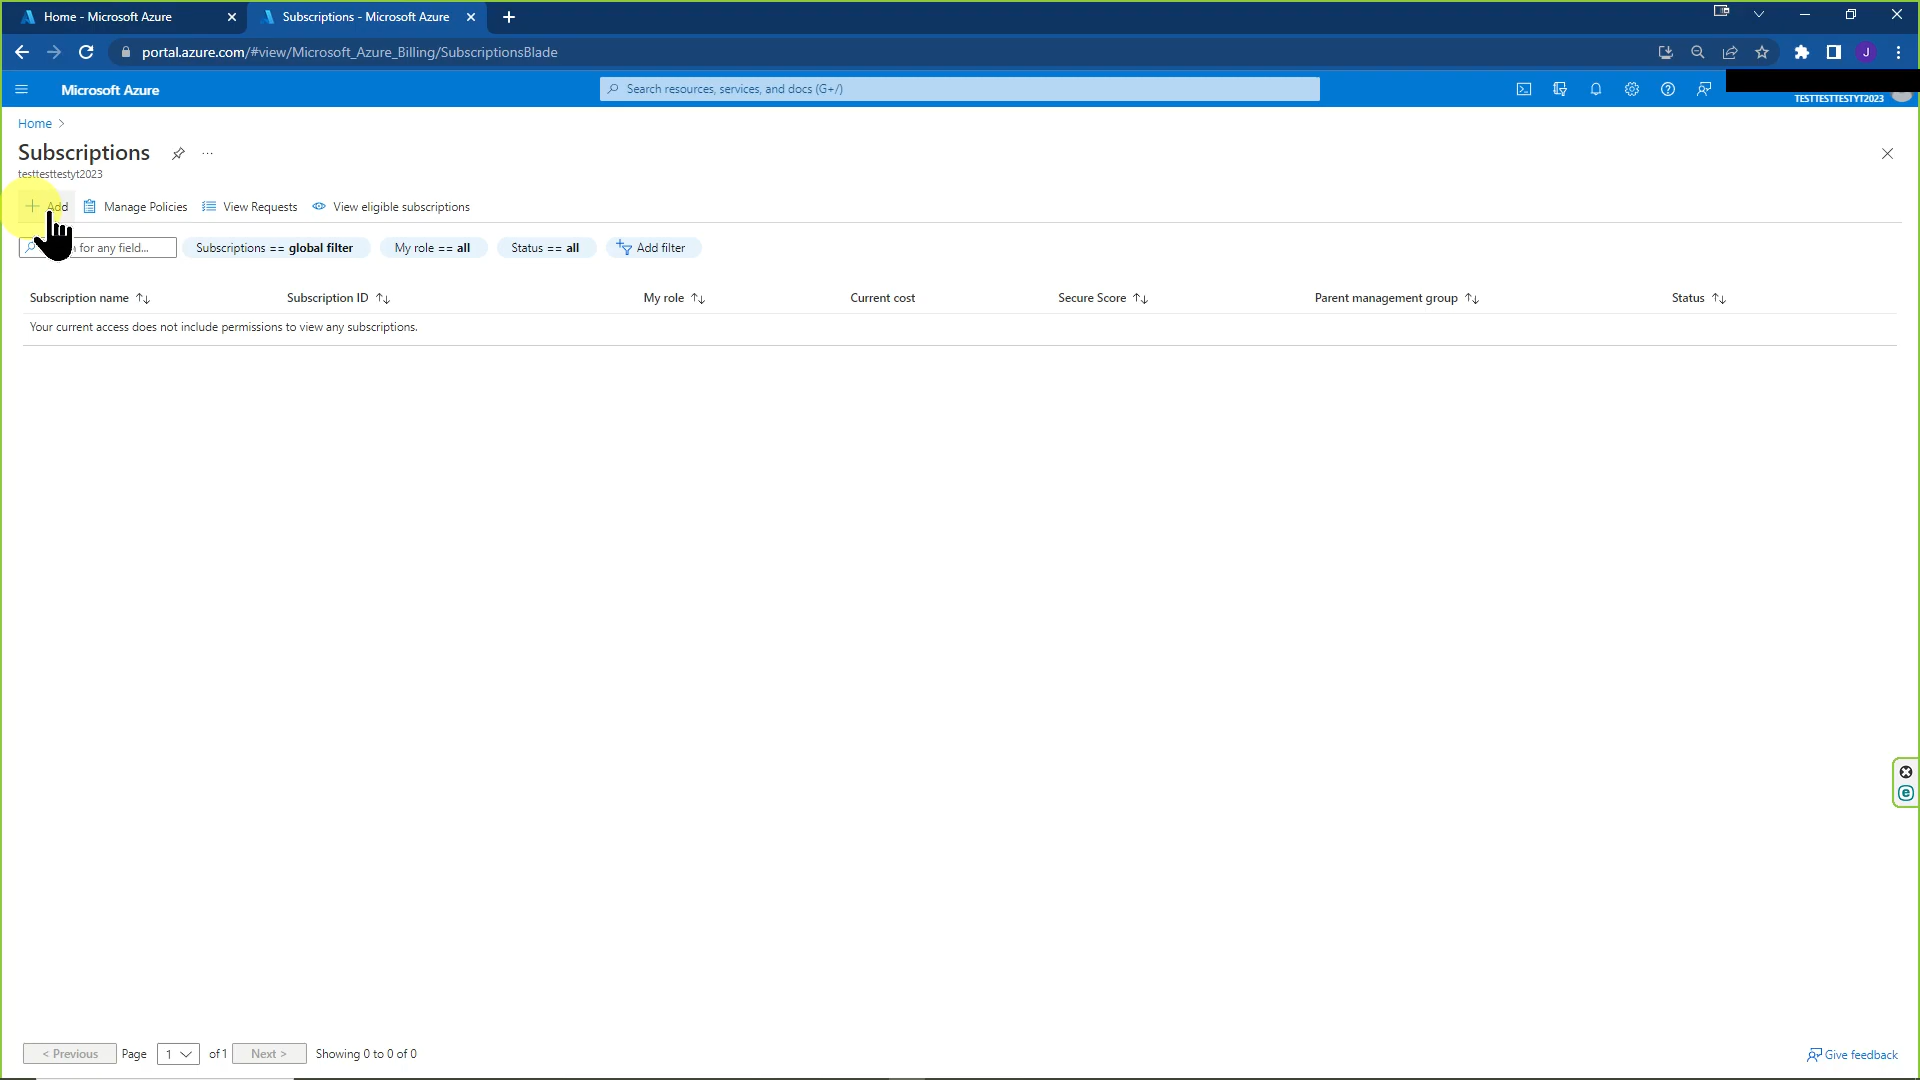 Home - Microsoft Azure
Subscriptions - Microsoft Azure
portal.azure.com/#view/Microsoft_Azure_Billing/SubscriptionsBlade
J
Microsoft Azure
Search resources, services, and docs (G+/)
TESTTESTTESTYT2023
Home
Subscriptions
testtesttestyt2023
Add
Manage Policies
View Requests
View eligible subscriptions
for any field...
Subscriptions == global filter
My role == all
Status == all
Add filter
Subscription name
Subscription ID
My role
Current cost
Secure Score
Parent management group
Status
Your current access does not include permissions to view any subscriptions.
< Previous
Page
1
of 1
Next >
Showing 0 to 0 of 0
Give feedback